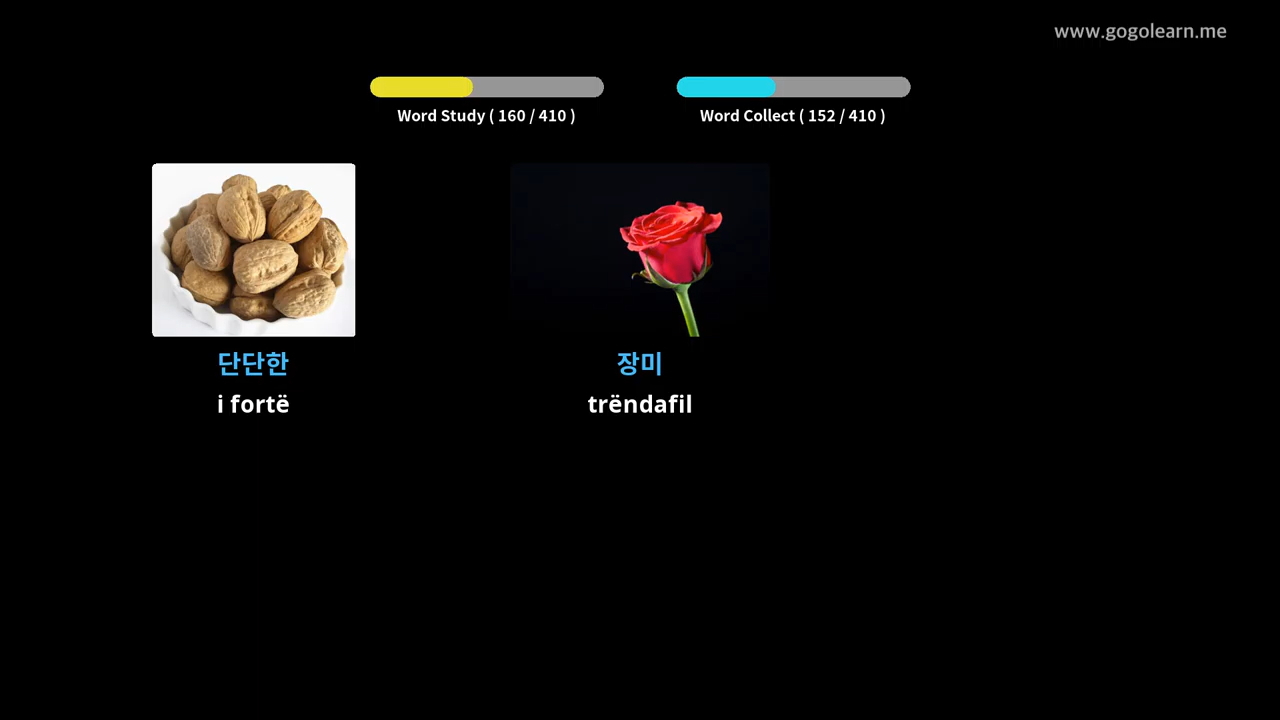 www.gogolearn.me
Word Study ( 160 / 410 )
Word Collect ( 152 / 410 )
단단한
i fortë
장미
trëndafil